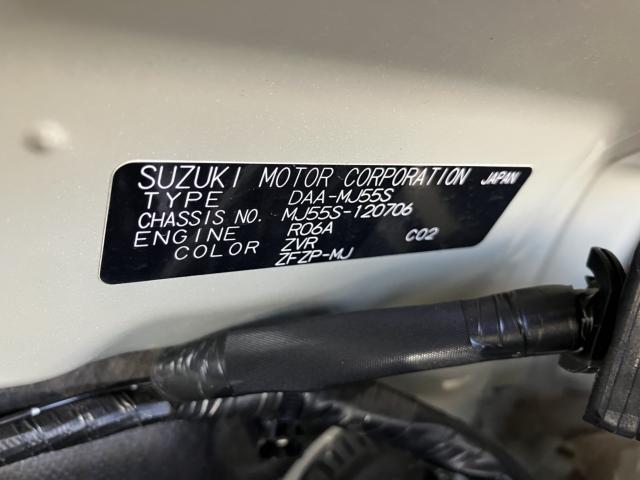 SUZUKI MOTOR CORPORATION JAPAN
TYPE DAA-MJ55S
CHASSIS NO. MJ55S-120706
ENGINE R06A
COLOR ZVR C02
ZFZP-MJ